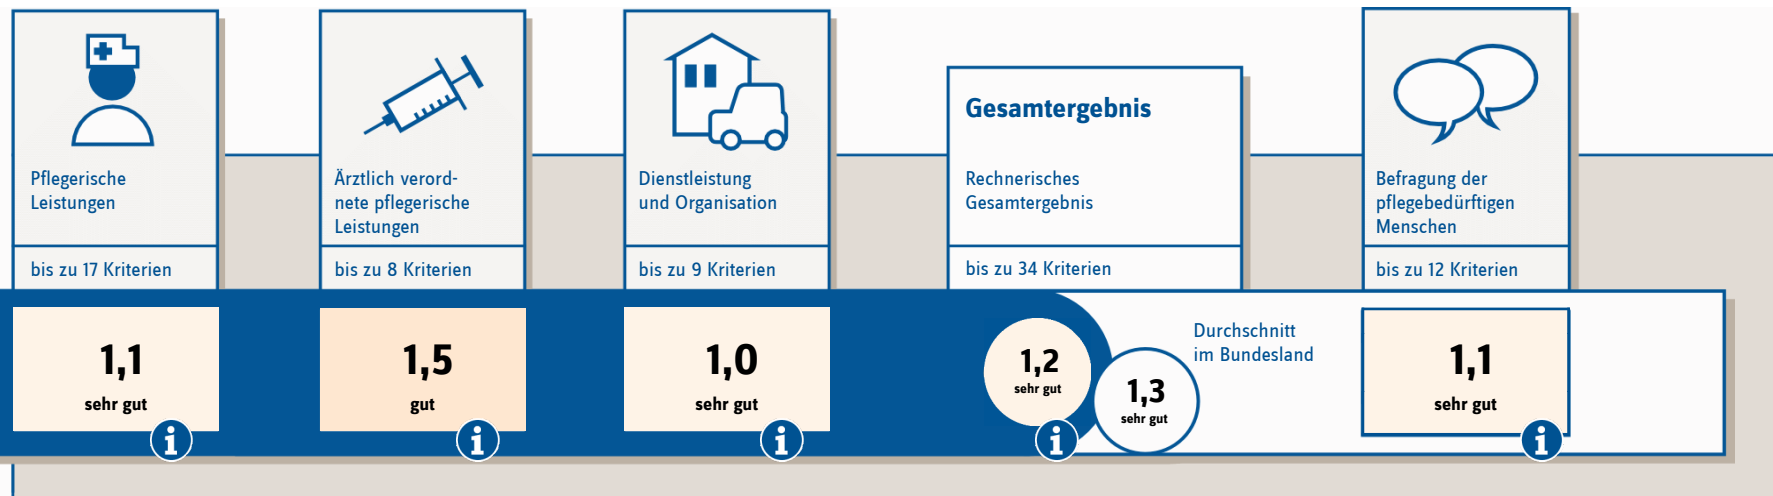 Pflegerische
Leistungen
bis zu 17 Kriterien
1,1
sehr gut
i
Ärztlich verord-
nete pflegerische
Leistungen
bis zu 8 Kriterien
1,5
gut
i
Dienstleistung
und Organisation
bis zu 9 Kriterien
1,0
sehr gut
i
Gesamtergebnis
Rechnerisches
Gesamtergebnis
bis zu 34 Kriterien
1,2
sehr gut
i
1,3
sehr gut
Durchschnitt
im Bundesland
Befragung der
pflegebedürftigen
Menschen
bis zu 12 Kriterien
1,1
sehr gut
i